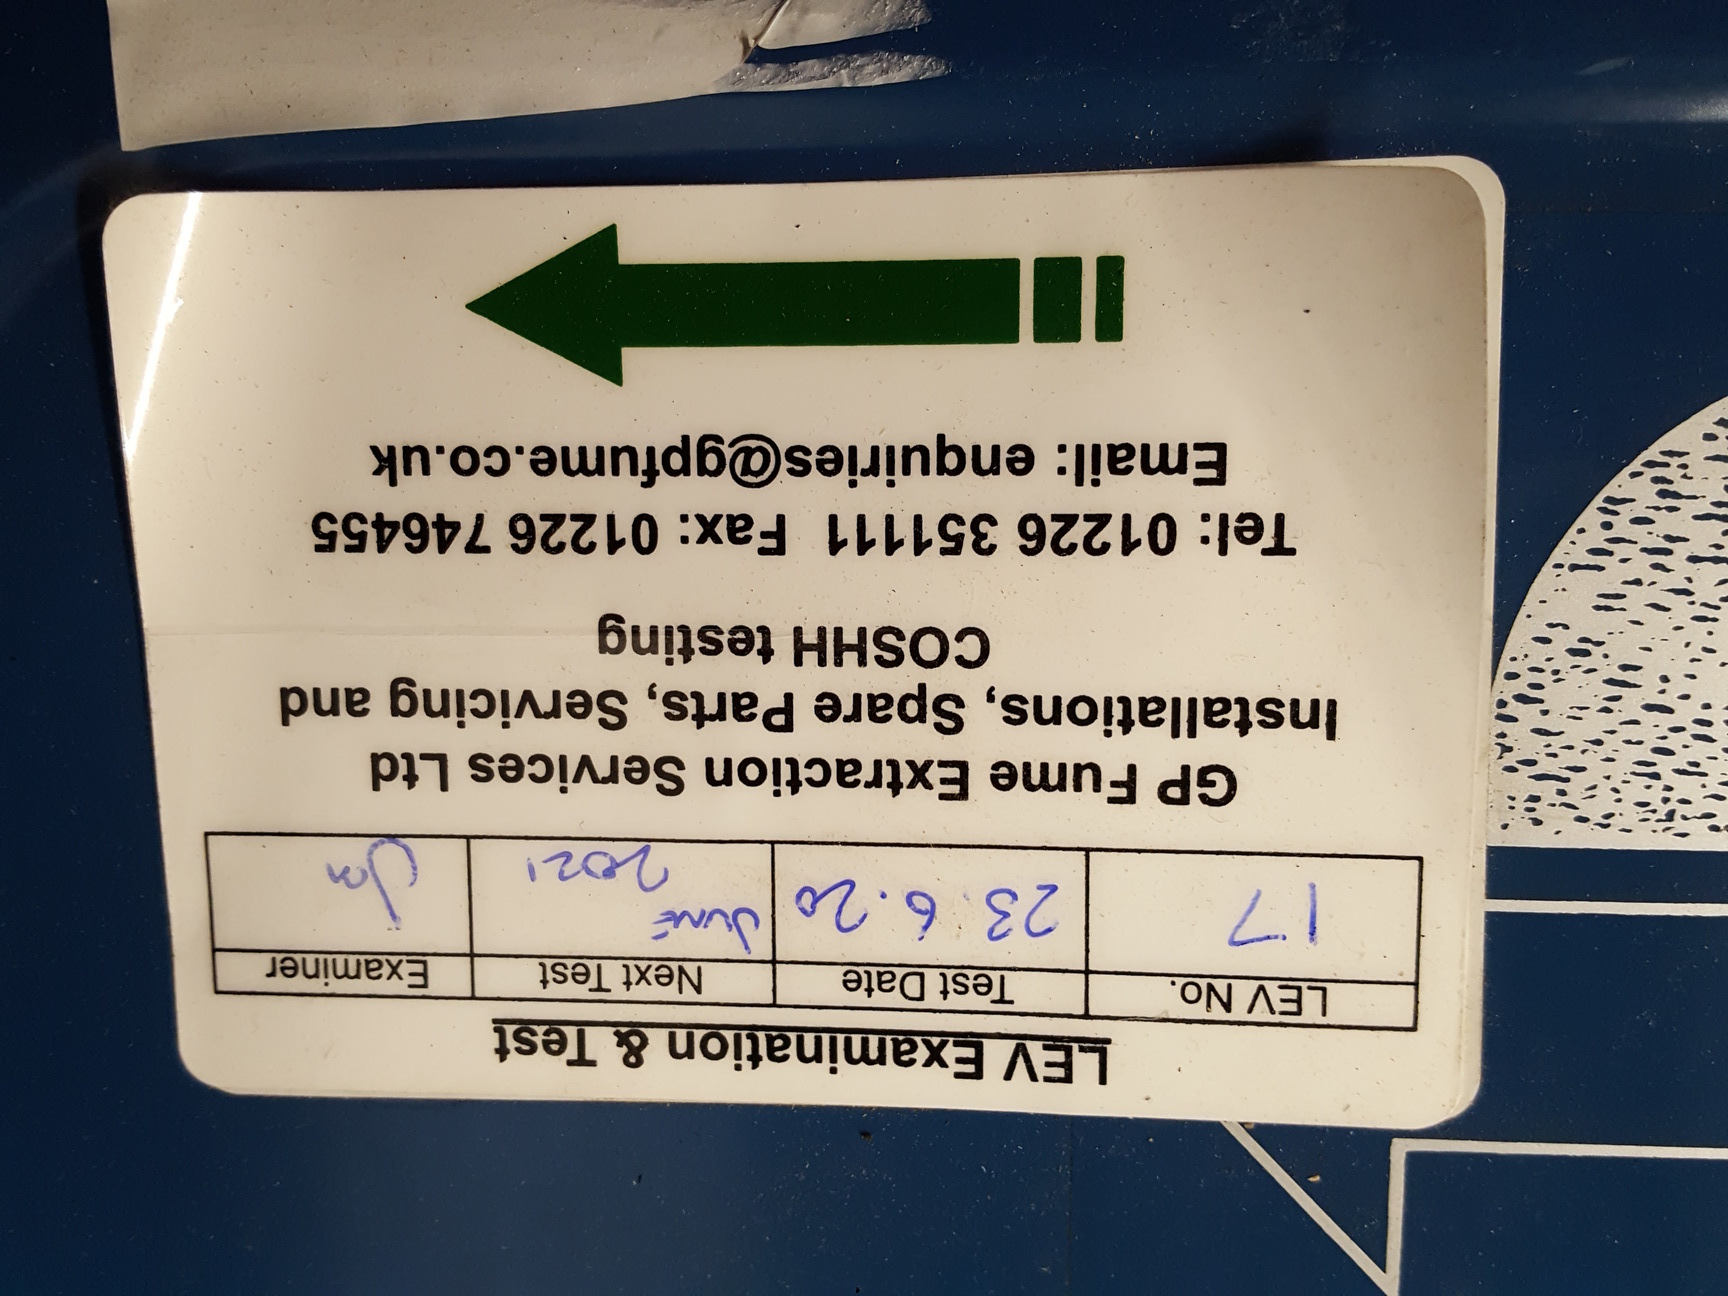 LEV Examination & Test
LEV No. Test Date Next Test Examiner
17 23.6.20 June 2021 Jm
GP Fume Extraction Services Ltd
Installations, Spare Parts, Servicing and
COSHH testing
Tel: 01226 351111 Fax: 01226 746455
Email: enquiries@gpfume.co.uk